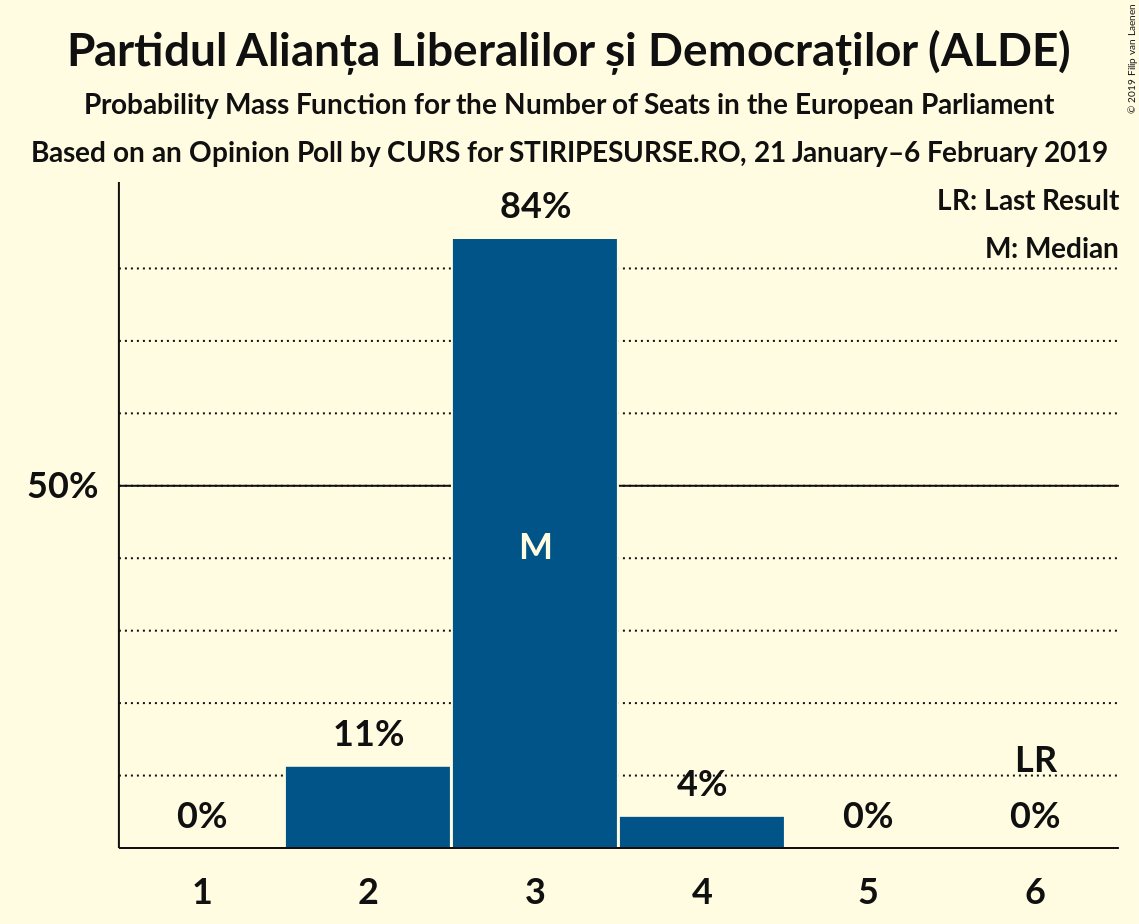 Partidul Alianța Liberalilor și Democraților (ALDE)
Probability Mass Function for the Number of Seats in the European Parliament
Based on an Opinion Poll by CURS for STIRIPESURSE.RO, 21 January–6 February 2019
© 2019 Filip van Laenen
LR: Last Result
M: Median
84%
50%
M
11%
LR
4%
0%
0%
0%
1 2 3 4 5 6